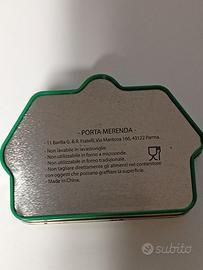 - PORTA MERENDA -
- 11 Barilla G. & R. Fratelli, Via Mantova 166, 43122 Parma.
- Non lavabile in lavastoviglie.
- Non utilizzabile in forno a microonde.
- Non utilizzabile in forno tradizionale.
- Non tagliare direttamente gli alimenti nel contenitore
con oggetti che possano graffiare la superficie.
- Made in China.
subito